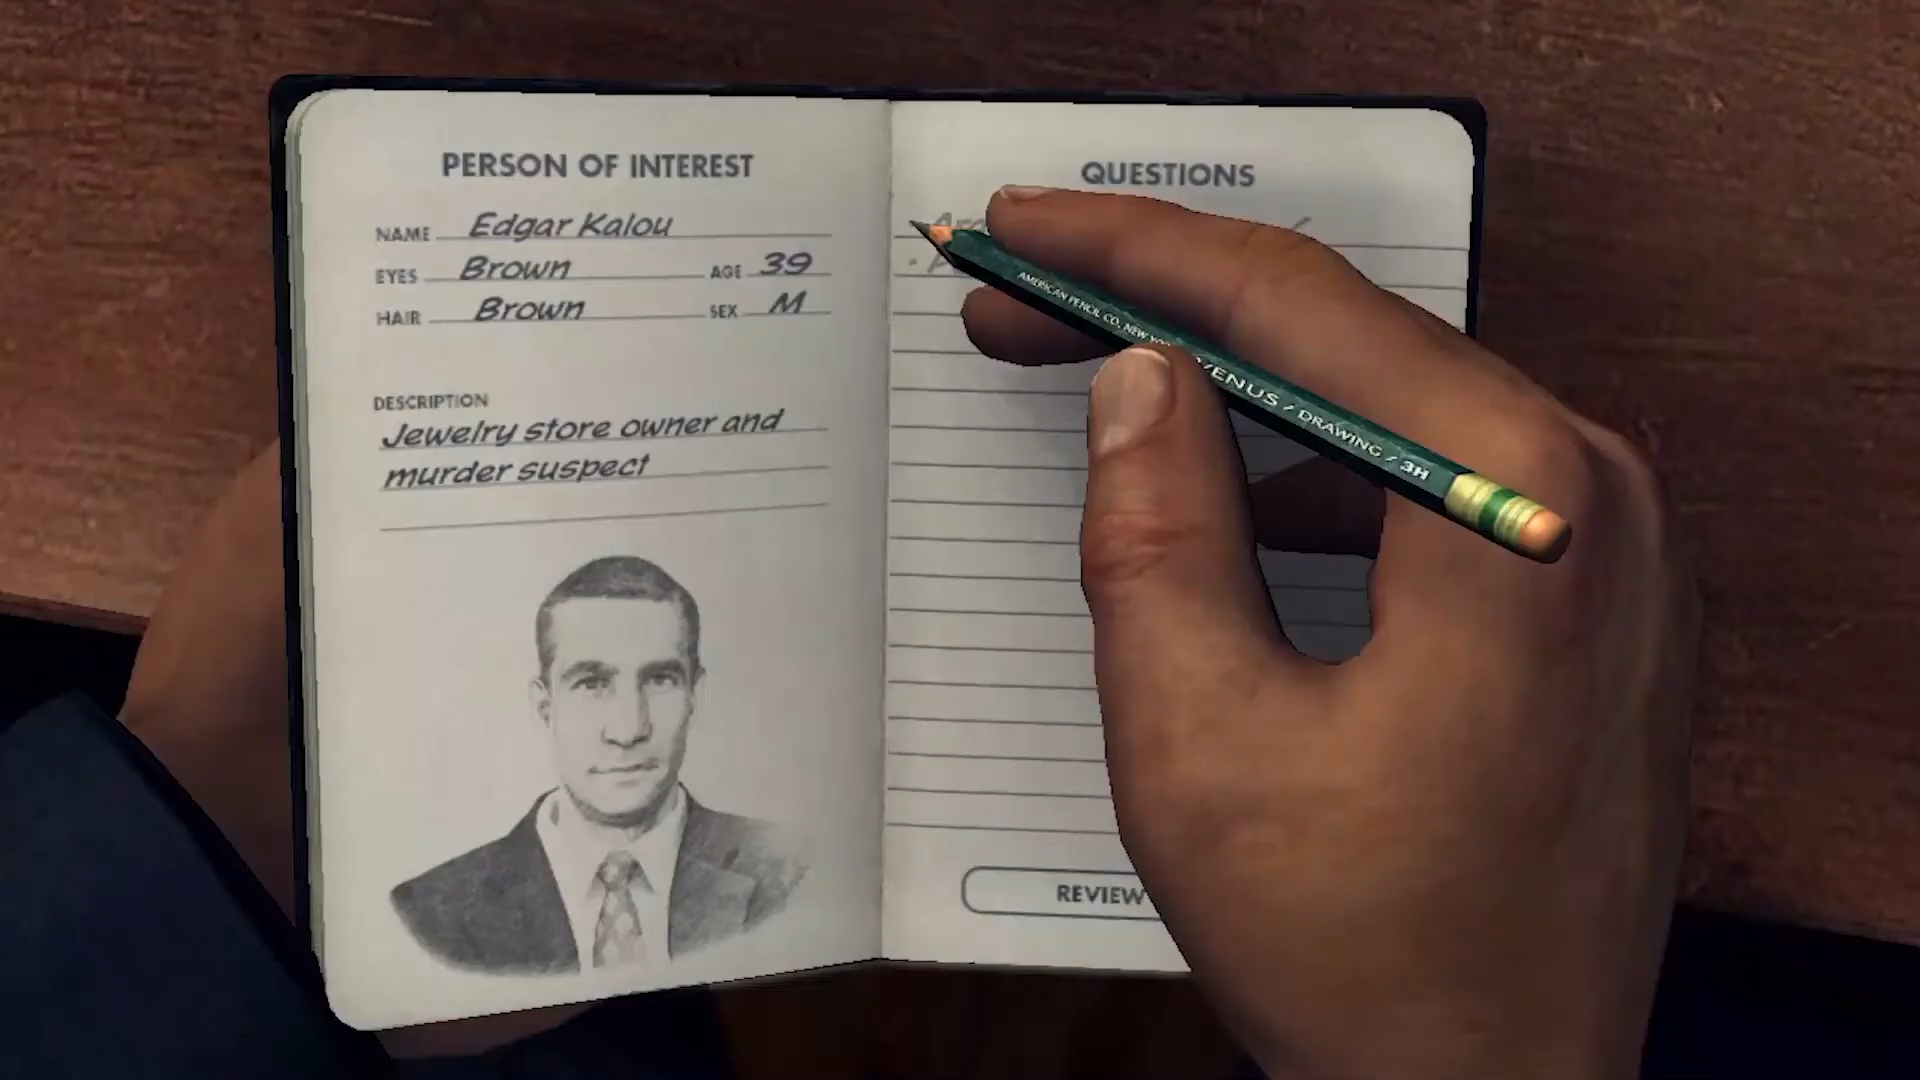 PERSON OF INTEREST
NAME Edgar Kalou
EYES Brown AGE 39
HAIR Brown SEX M
DESCRIPTION
Jewelry store owner and
murder suspect
QUESTIONS
AMERICAN PENCIL CO. NEW
VENUS / DRAWING / 3H
REVIEW